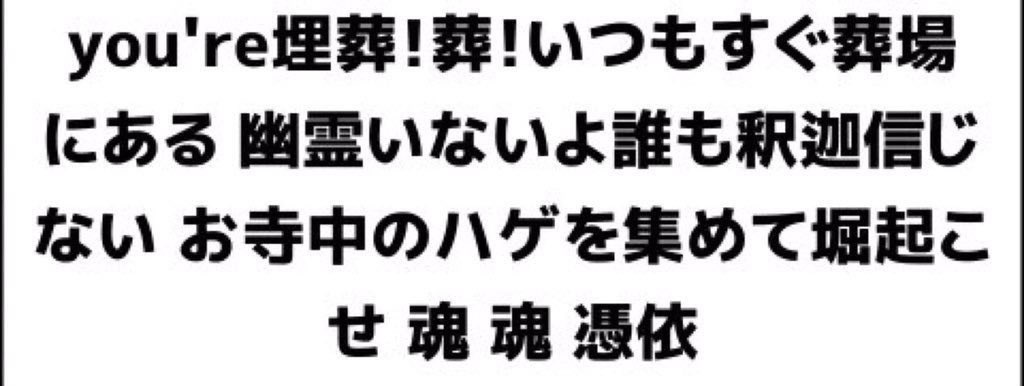 you're埋葬!葬!いつもすぐ葬場
にある 幽霊いないよ誰も釈迦信じ
ない お寺中のハゲを集めて堀起こ
せ 魂 魂 憑依